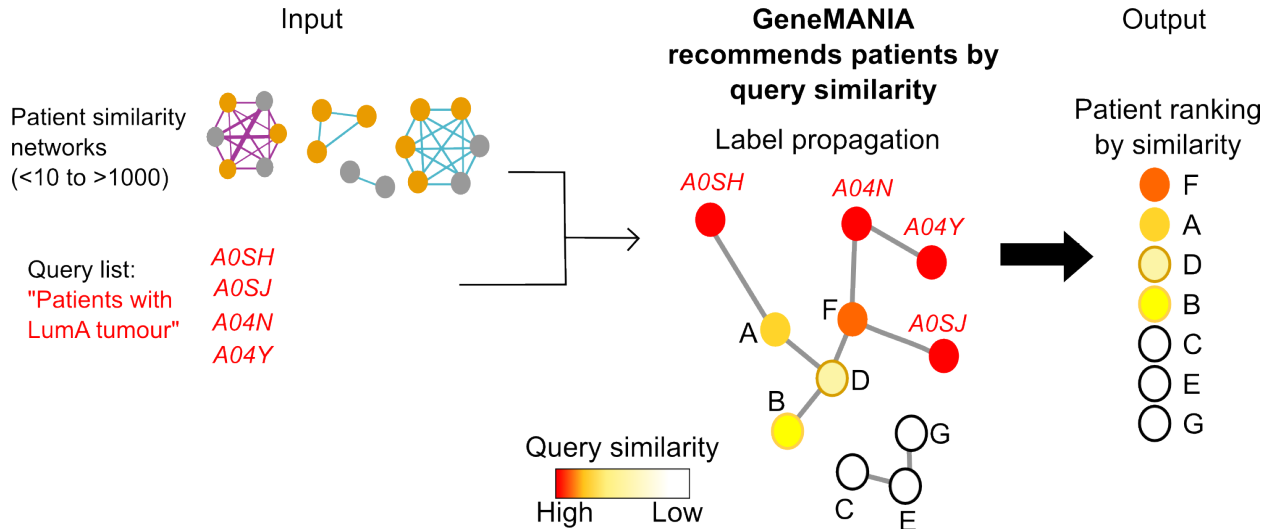 Input
GeneMANIA
recommends patients by
query similarity
Output
Patient similarity
networks
(<10 to >1000)
Query list:
"Patients with
LumA tumour"
A0SH
A0SJ
A04N
A04Y
Label propagation
A0SH
A04N
A04Y
A0SJ
A
F
D
B
G
C
E
Query similarity
High Low
Patient ranking
by similarity
F
A
D
B
C
E
G